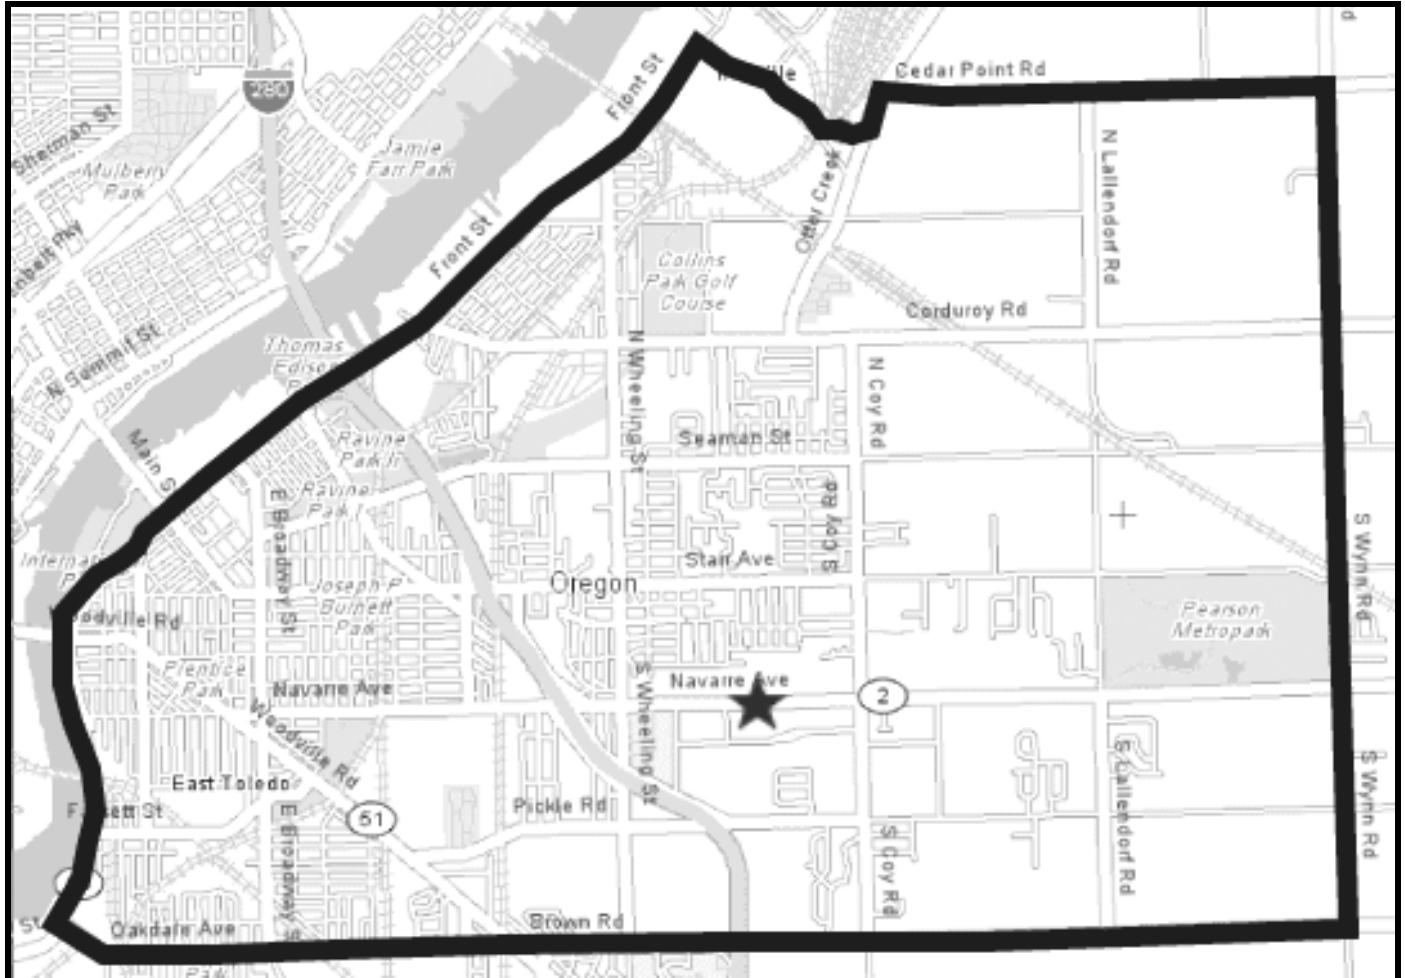 280
Cedar Point Rd
Front St
Sherman St
Jamie
Farr Park
Mulberry
Park
N Lallendorf Rd
Otter Creek
Front St
Collins
Park Golf
Course
Corduroy Rd
N Summit St
Thomas
Edison
N Wheeling St
N Coy Rd
Main S
Ravine
Park II
Seaman St
Ravine
Park I
E Broadway St
S Coy Rd
S Wynn Rd
Starr Ave
Oregon
Joseph P
Burnett
Park
Pearson
Metropark
Rd
Prentice
Park
Navarre Ave
Navarre Ave
2
S Wheeling St
Woodville Rd
East Toledo
S Lallendorf Rd
S Wynn Rd
Pickle Rd
51
E Broadway S
S Coy Rd
Brown Rd
Oakdale Ave
St
Park